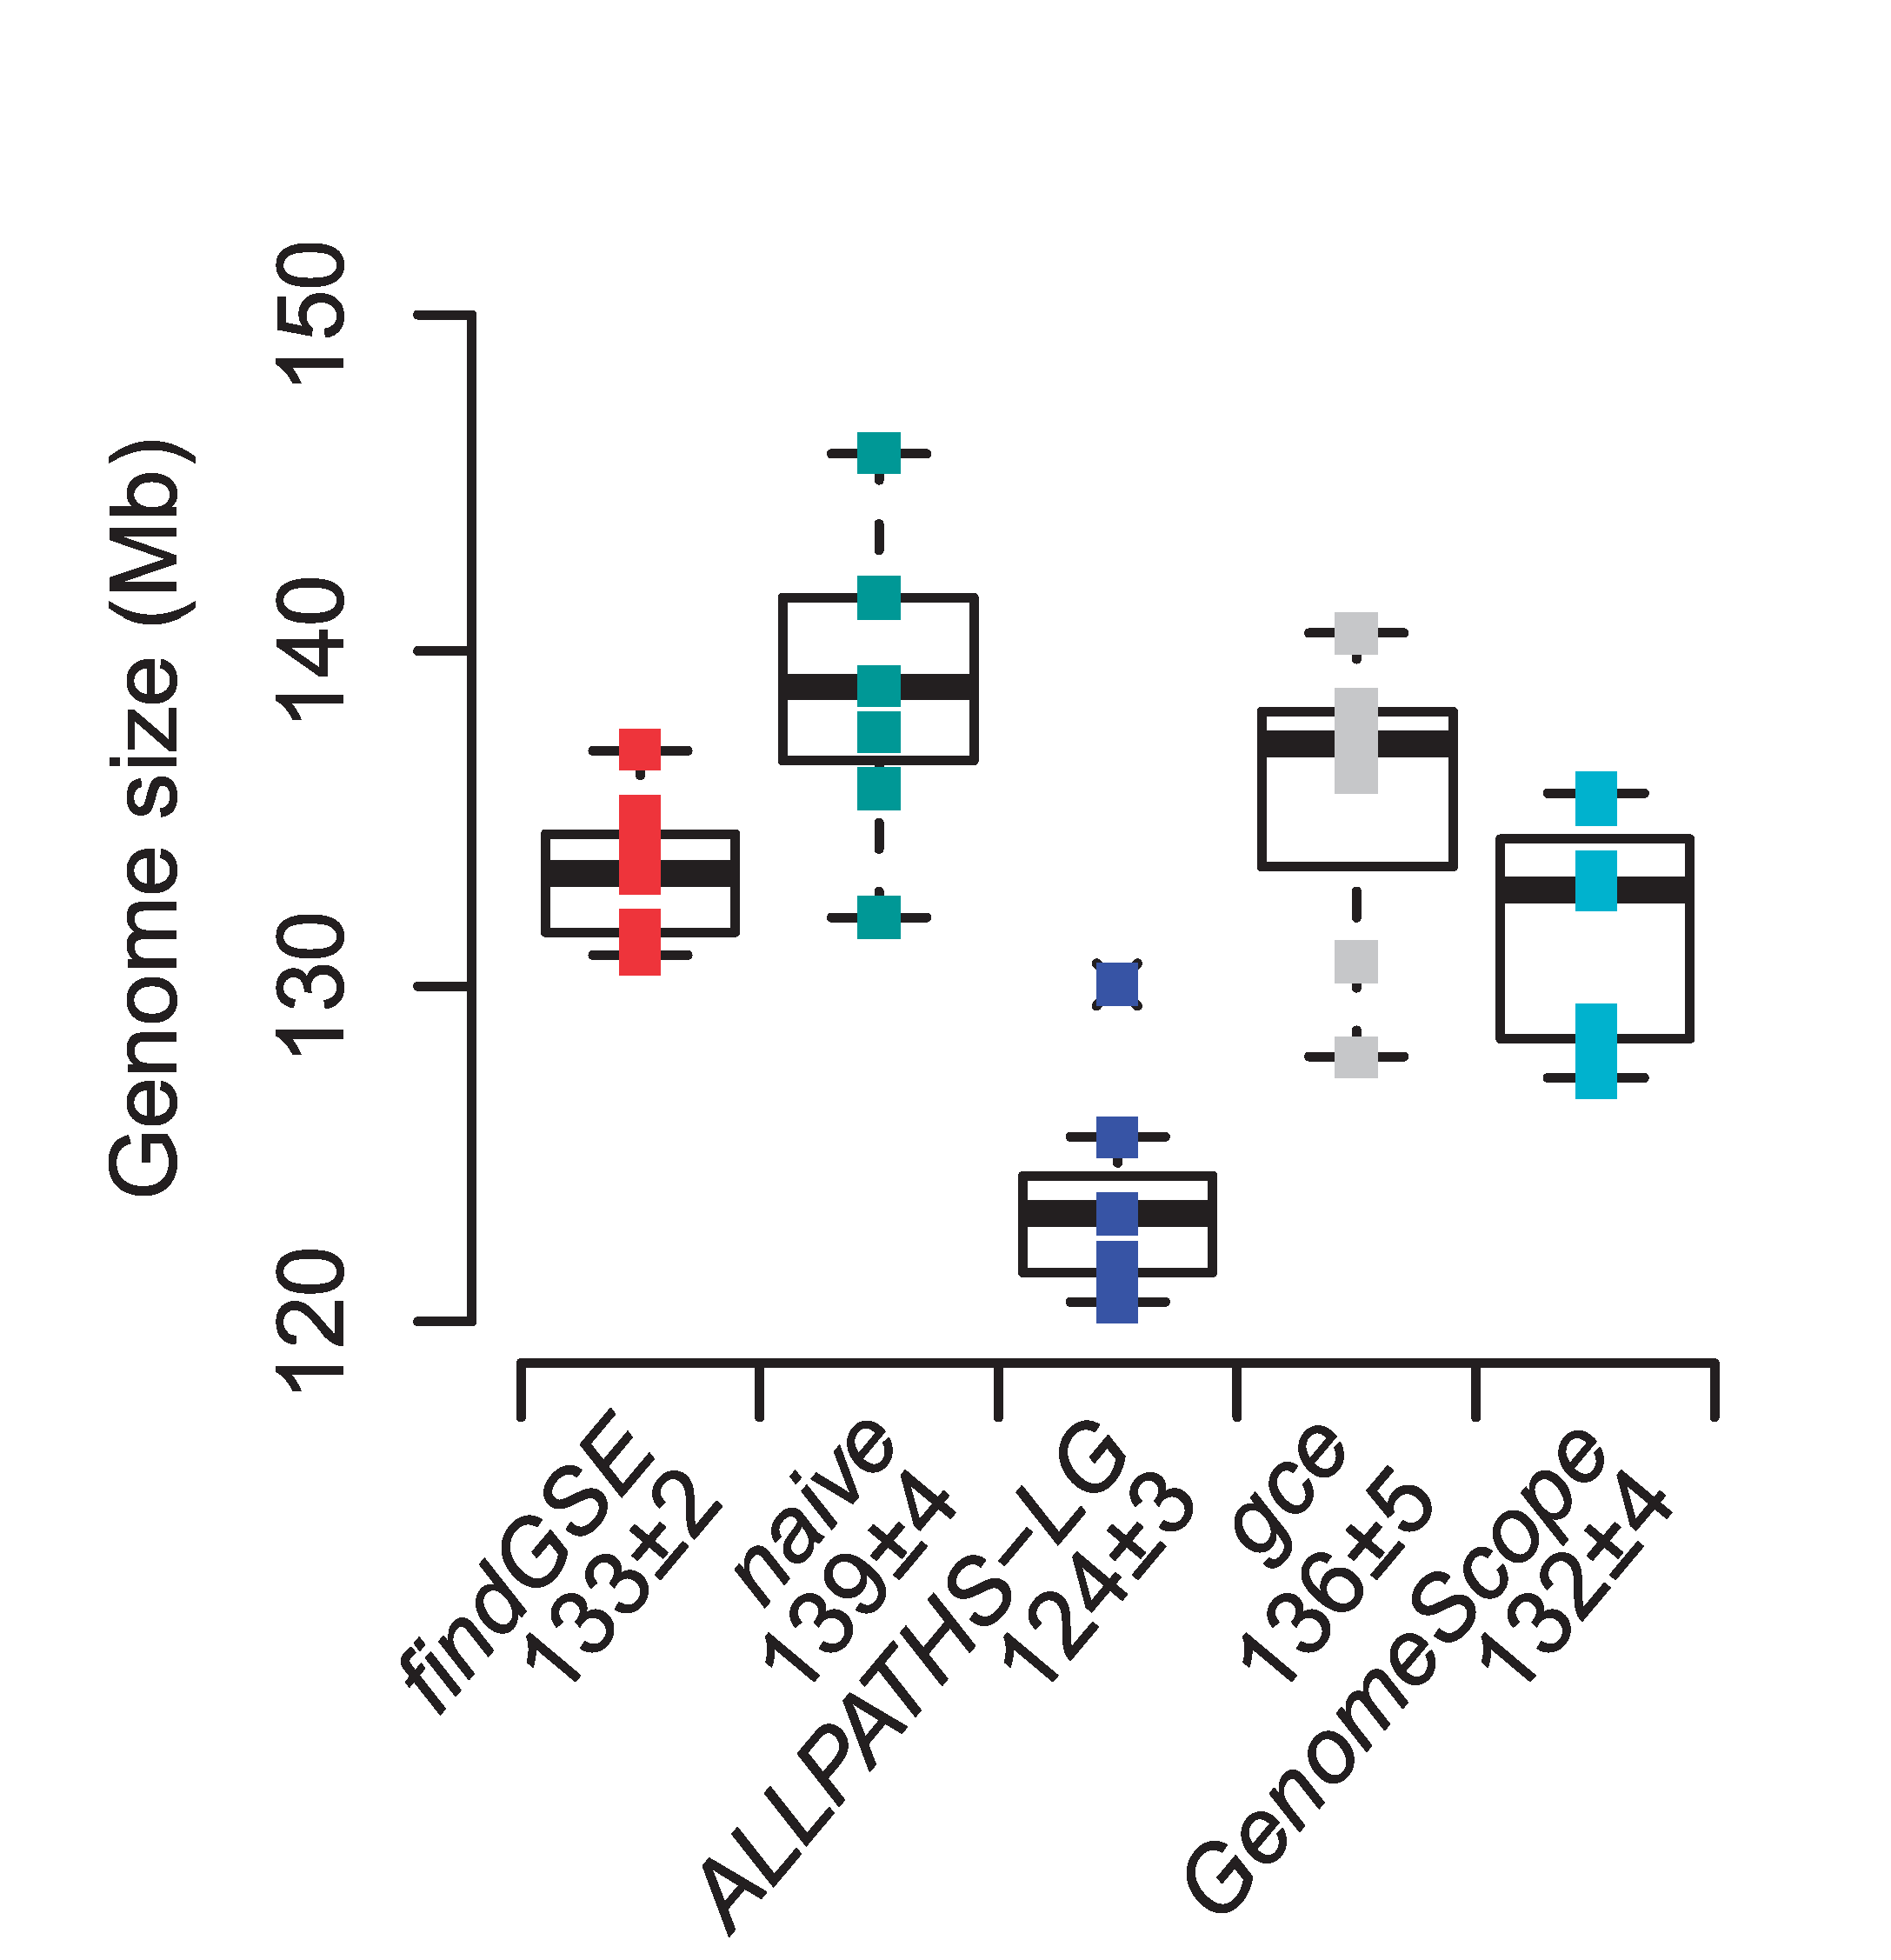 Genome size (Mb)
150
140
130
120
findGSE
133±2
naive
139±4
ALLPATHS−LG
124±3
gce
136±5
GenomeScope
132±4